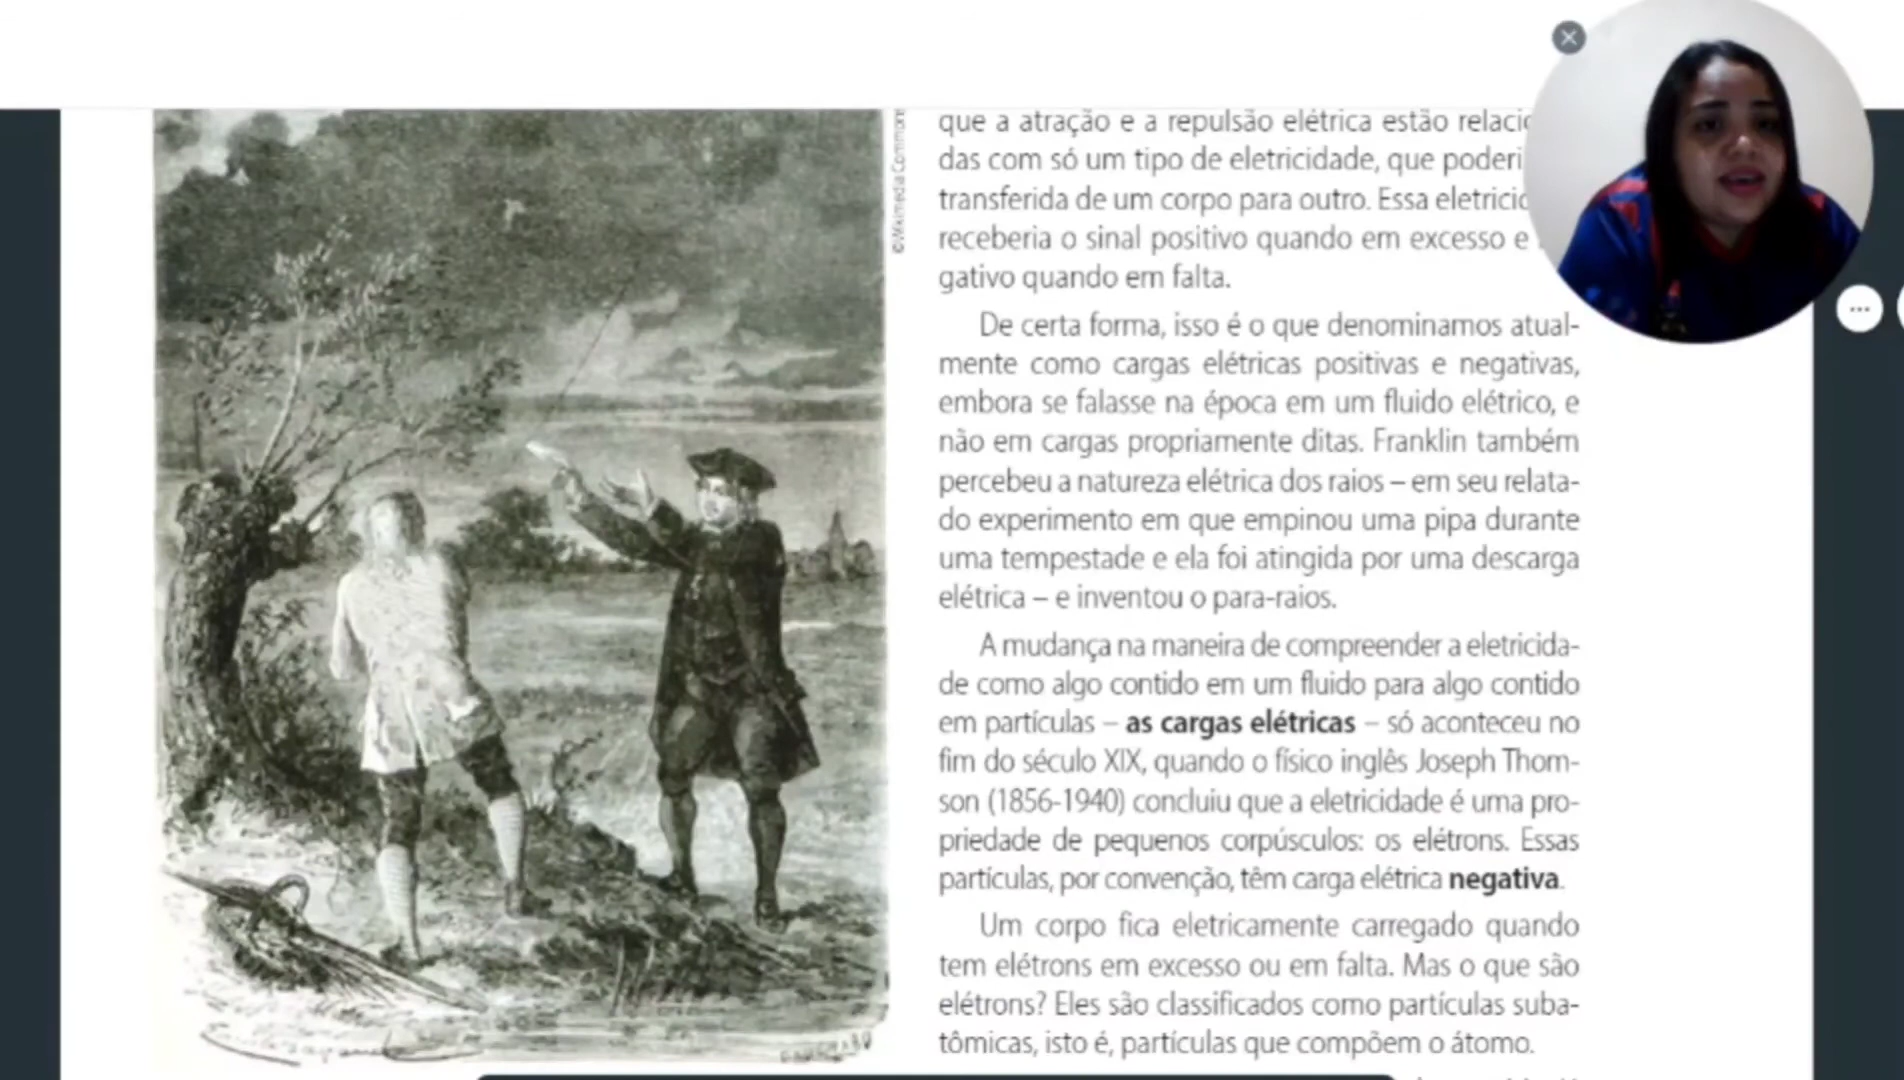 ©Wikimedia Commons
que a atração e a repulsão elétrica estão
das com só um tipo de eletricidade, que
transferida de um corpo para outro. Essa
receberia o sinal positivo quando em excesso e
gativo quando em falta.
De certa forma, isso é o que denominamos atual-
mente como cargas elétricas positivas e negativas,
embora se falasse na época em um fluido elétrico, e
não em cargas propriamente ditas. Franklin também
percebeu a natureza elétrica dos raios – em seu relata-
do experimento em que empinou uma pipa durante
uma tempestade e ela foi atingida por uma descarga
elétrica – e inventou o para-raios.
A mudança na maneira de compreender a eletricida-
de como algo contido em um fluido para algo contido
em partículas – as cargas elétricas – só aconteceu no
fim do século XIX, quando o físico inglês Joseph Thom-
son (1856-1940) concluiu que a eletricidade é uma pro-
priedade de pequenos corpúsculos: os elétrons. Essas
partículas, por convenção, têm carga elétrica negativa.
Um corpo fica eletricamente carregado quando
tem elétrons em excesso ou em falta. Mas o que são
elétrons? Eles são classificados como partículas suba-
tômicas, isto é, partículas que compõem o átomo.